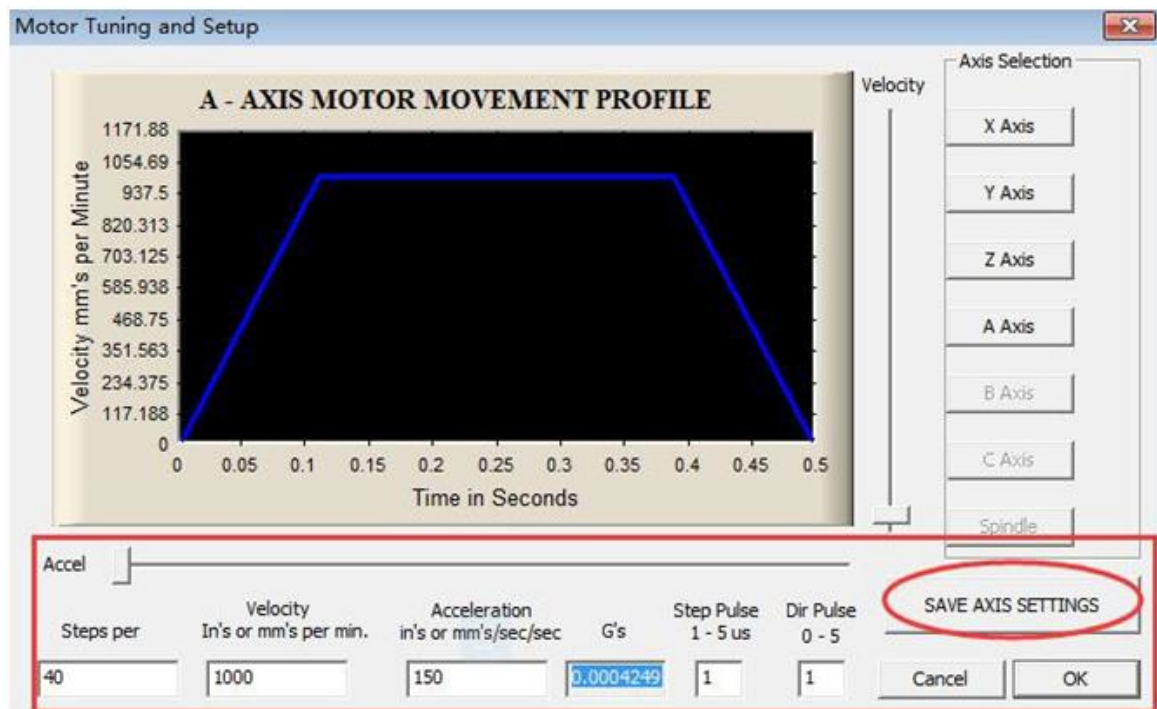 Motor Tuning and Setup
Axis Selection
Velocity
A - AXIS MOTOR MOVEMENT PROFILE
Velocity mm's per Minute
1171.88
1054.69
937.5
820.313
703.125
585.938
468.75
351.563
234.375
117.188
0
0 0.05 0.1 0.15 0.2 0.25 0.3 0.35 0.4 0.45 0.5
Time in Seconds
X Axis
Y Axis
Z Axis
A Axis
B Axis
C Axis
Spindle
Accel
SAVE AXIS SETTINGS
Steps per
Velocity
In's or mm's per min.
Acceleration
in's or mm's/sec/sec
G's
Step Pulse
1 - 5 us
Dir Pulse
0 - 5
40 1000 150 0.0004249 1 1
Cancel OK